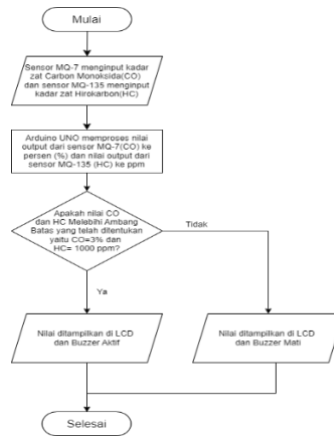 Mulai
Sensor MQ-7 menginput kadar
zat Carbon Monoksida(CO)
dan sensor MQ-135 menginput
kadar zat Hirokarbon(HC)
Arduino UNO memproses nilai
output dari sensor MQ-7(CO) ke
persen (%) dan nilai output dari
sensor MQ-135 (HC) ke ppm
Apakah nilai CO
dan HC Melebihi Ambang
Batas yang telah ditentukan
yaitu CO=3% dan
HC= 1000 ppm?
Tidak
Ya
Nilai ditampilkan di LCD
dan Buzzer Aktif
Nilai ditampilkan di LCD
dan Buzzer Mati
Selesai